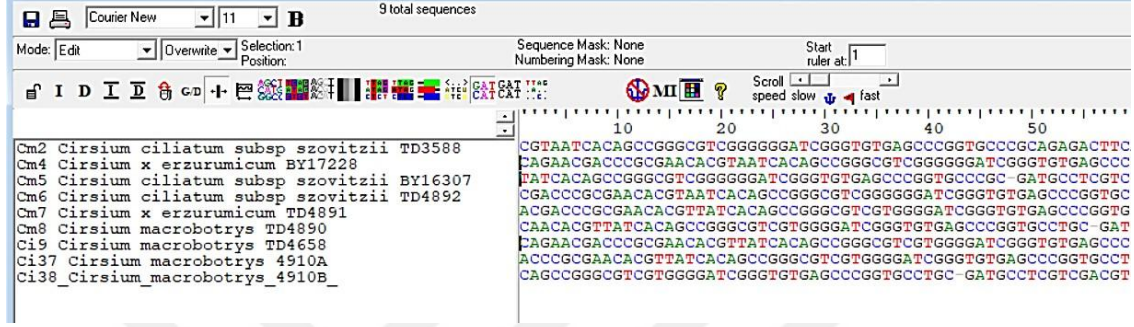 Courier New 11 B 9 total sequences
Mode: Edit Overwrite Selection: 1 Sequence Mask: None Start
Position: Numbering Mask: None ruler at: 1
I D I D G/D MI ? Scroll
speed slow fast
10 20 30 40 50
Cm2 Cirsium ciliatum subsp szovitzii TD3588 CGTAATCACAGCCGGGCGTCGGGGGGATCGGGTGTGAGCCCGGTGCCCGCAGAGACTTC
Cm4 Cirsium x erzurumicum BY17228 CAGAACGACCCGCGAACACGTAATCACAGCCGGGCGTCGGGGGGATCGGGTGTGAGCCC
Cm5 Cirsium ciliatum subsp szovitzii BY16307 TATCACAGCCGGGCGTCGGGGGGATCGGGTGTGAGCCCGGTGCCCGC-GATGCCTCGTC
Cm6 Cirsium ciliatum subsp szovitzii TD4892 CGACCCGCGAACACGTAATCACAGCCGGGCGTCGGGGGGATCGGGTGTGAGCCCGGTGC
Cm7 Cirsium x erzurumicum TD4891 ACGACCCGCGAACACGTTATCACAGCCGGGCGTCGTGGGGATCGGGTGTGAGCCCGGTG
Cm8 Cirsium macrobotrys TD4890 CAACACGTTATCACAGCCGGGCGTCGTGGGGATCGGGTGTGAGCCCGGTGCCTGC-GAT
Ci9 Cirsium macrobotrys TD4658 CAGAACGACCCGCGAACACGTTATCACAGCCGGGCGTCGTGGGGATCGGGTGTGAGCCC
Ci37 Cirsium macrobotrys 4910A ACCCGCGAACACGTTATCACAGCCGGGCGTCGTGGGGATCGGGTGTGAGCCCGGTGCCT
Ci38_Cirsium_macrobotrys_4910B_ CAGCCGGGCGTCGTGGGGATCGGGTGTGAGCCCGGTGCCTGC-GATGCCTCGTCGACGT